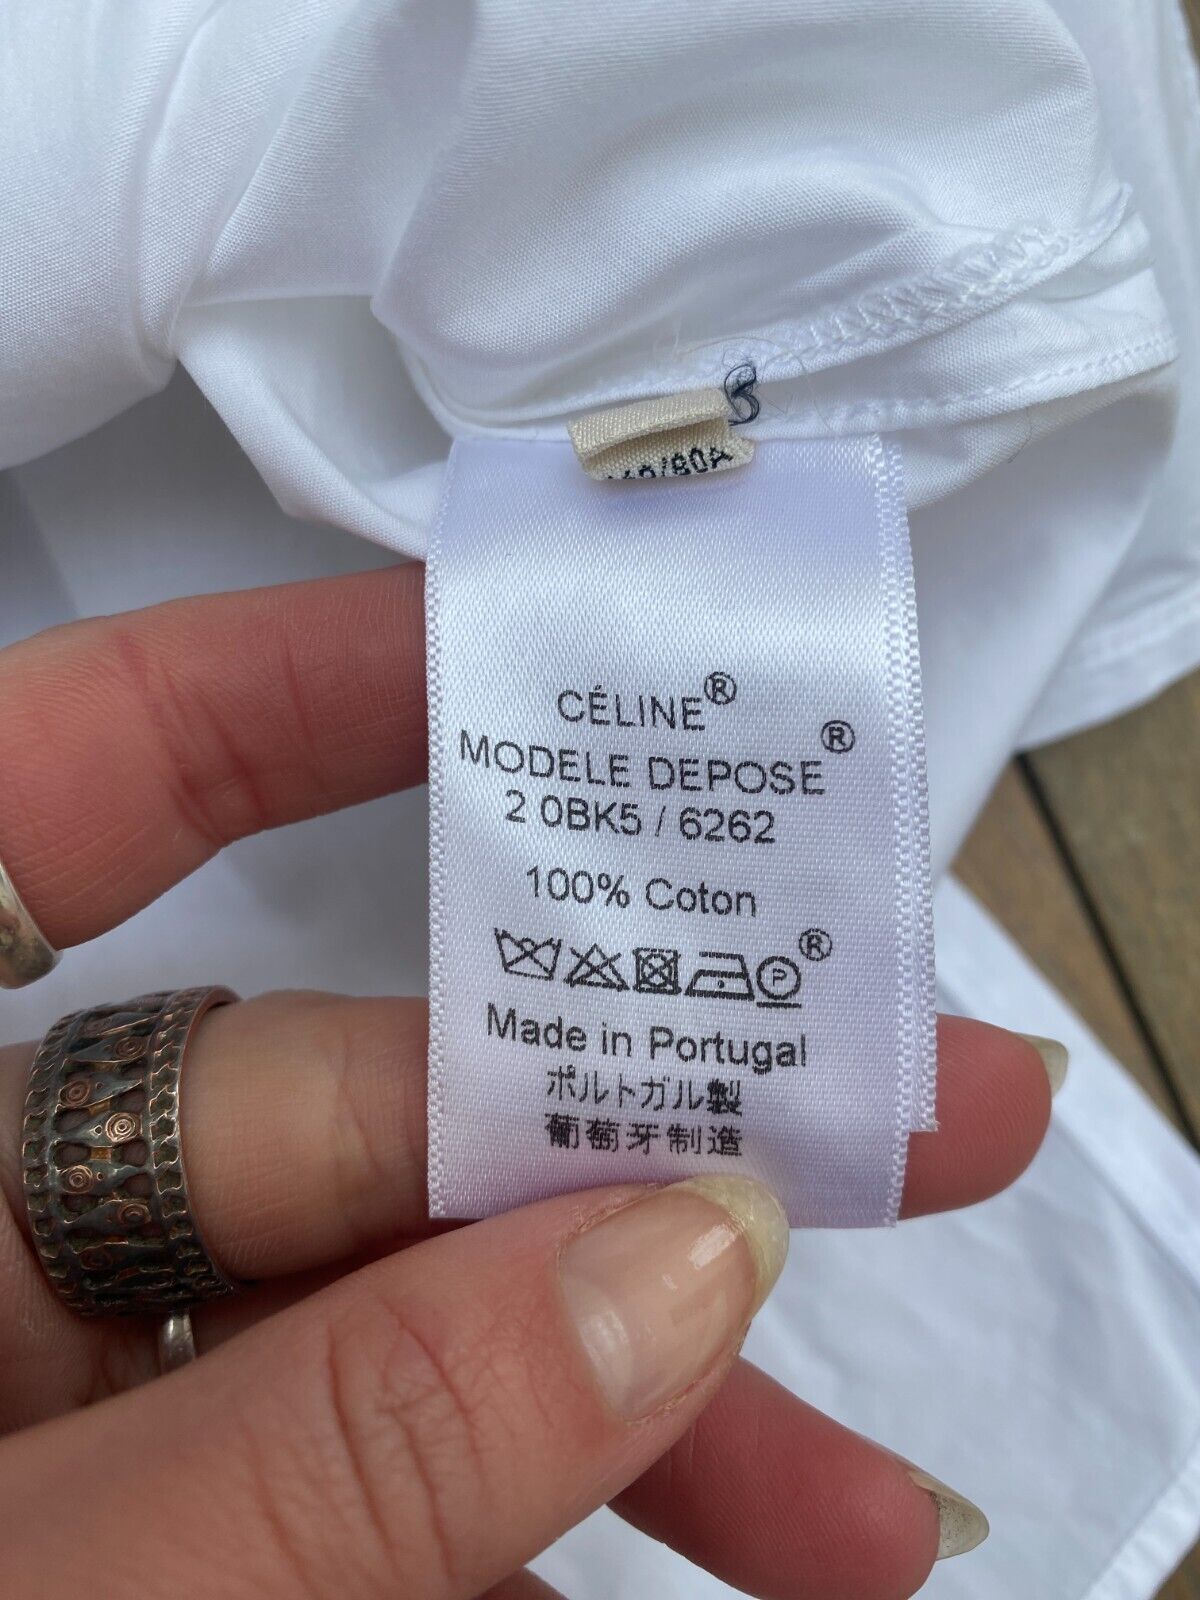 /80A
CÉLINE®
MODELE DEPOSE®
2 0BK5 / 6262
100% Coton
P ®
Made in Portugal
ポルトガル製
葡萄牙制造